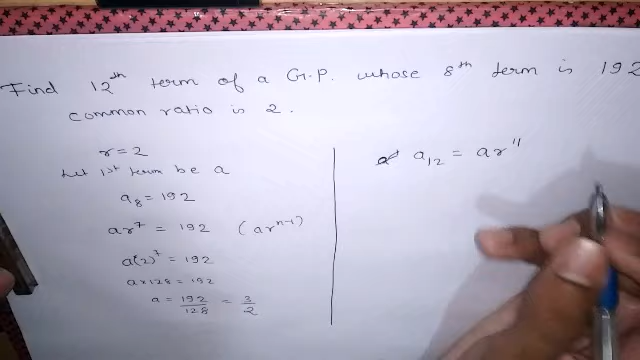 Find 12th term of a G.P. whose 8th term is 192
common ratio is 2.
r = 2
Let 1st term be a
a₈ = 192
ar⁷ = 192 (arⁿ⁻¹)
a(2)⁷ = 192
a × 128 = 192
a = 192/128 = 3/2
a₁₂ = ar¹¹